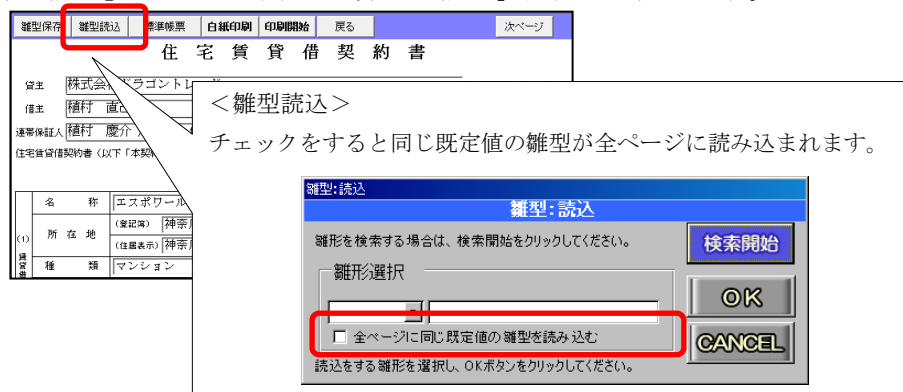 雛型保存 雛型読込 標準帳票 白紙印刷 印刷開始 戻る 次ページ
住宅賃貸借契約書
貸主 株式会
借主 植村
連帯保証人 植村 慶介
住宅賃貸借契約書（以下「本契
名称 エスポワール
(1) 所在地 (登記簿) 神奈
(住居表示) 神奈
種類 マンション
＜雛型読込＞
チェックをすると同じ既定値の雛型が全ページに読み込まれます。
雛型:読込
雛型:読込
雛形を検索する場合は、検索開始をクリックしてください。
検索開始
雛形選択
OK
全ページに同じ既定値の雛型を読み込む
CANCEL
読込をする雛形を選択し、OKボタンをクリックしてください。